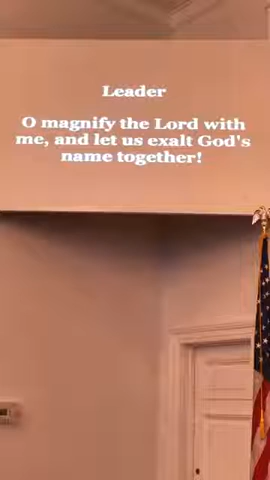 Leader
O magnify the Lord with
me, and let us exalt God's
name together!